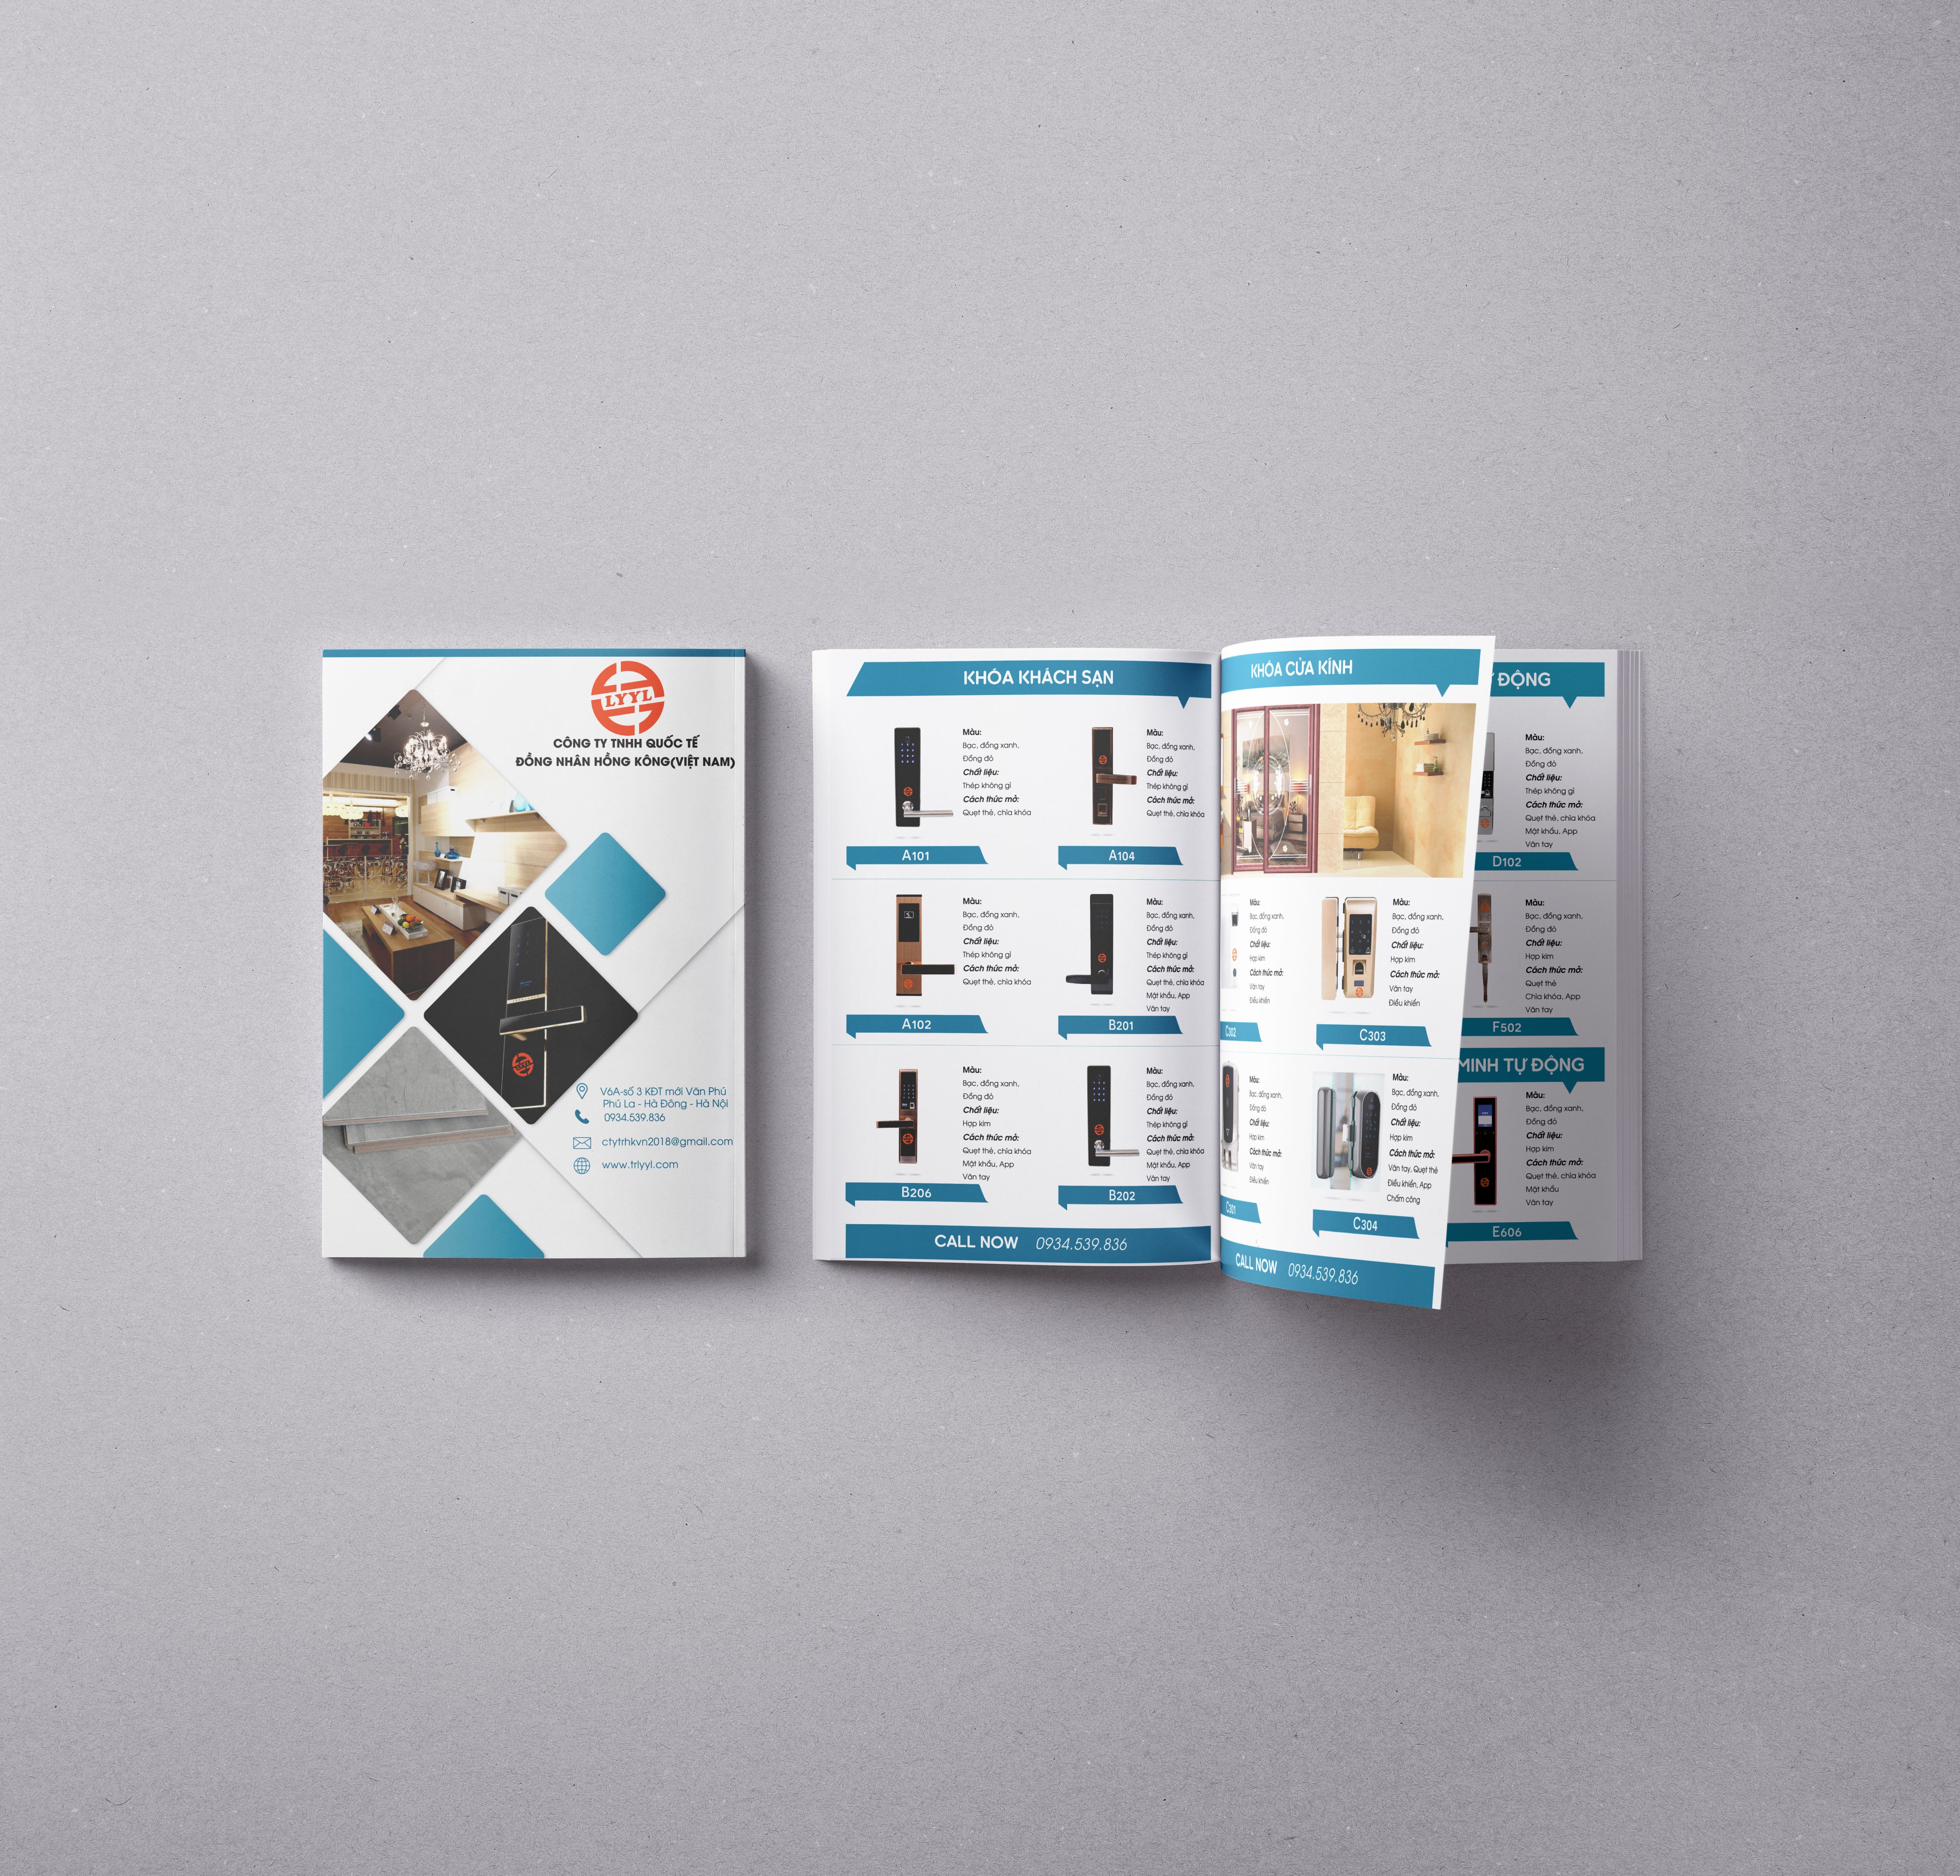 LYYL
CÔNG TY TNHH QUỐC TẾ
ĐỒNG NHÂN HỒNG KÔNG(VIỆT NAM)
V6A-số 3 KĐT mới Văn Phú
Phú La - Hà Đông - Hà Nội
0934.539.836
ctytrhkvn2018@gmail.com
www.trlyyl.com
KHÓA KHÁCH SẠN
Màu:
Bạc, đồng xanh,
Đồng đỏ
Chất liệu:
Thép không gỉ
Cách thức mở:
Quẹt thẻ, chìa khóa
A101
Màu:
Bạc, đồng xanh,
Đồng đỏ
Chất liệu:
Thép không gỉ
Cách thức mở:
Quẹt thẻ, chìa khóa
A104
Màu:
Bạc, đồng xanh,
Đồng đỏ
Chất liệu:
Thép không gỉ
Cách thức mở:
Quẹt thẻ, chìa khóa
A102
Màu:
Bạc, đồng xanh,
Đồng đỏ
Chất liệu:
Thép không gỉ
Cách thức mở:
Quẹt thẻ, chìa khóa
Mật khẩu, App
Vân tay
B201
Màu:
Bạc, đồng xanh,
Đồng đỏ
Chất liệu:
Hợp kim
Cách thức mở:
Quẹt thẻ, chìa khóa
Mật khẩu, App
Vân tay
B206
Màu:
Bạc, đồng xanh,
Đồng đỏ
Chất liệu:
Thép không gỉ
Cách thức mở:
Quẹt thẻ, chìa khóa
Mật khẩu, App
Vân tay
B202
CALL NOW 0934.539.836
KHÓA CỬA KÍNH
Màu:
Bạc, đồng xanh,
Đồng đỏ
Chất liệu:
Hợp kim
Cách thức mở:
Vân tay
Điều khiển
C302
Màu:
Bạc, đồng xanh,
Đồng đỏ
Chất liệu:
Hợp kim
Cách thức mở:
Vân tay
Điều khiển
C303
Màu:
Bạc, đồng xanh,
Đồng đỏ
Chất liệu:
Hợp kim
Cách thức mở:
Vân tay
Điều khiển
C301
Màu:
Bạc, đồng xanh,
Đồng đỏ
Chất liệu:
Hợp kim
Cách thức mở:
Vân tay, Quẹt thẻ
Điều khiển, App
Chấm công
C304
CALL NOW 0934.539.836
ĐỘNG
Màu:
Bạc, đồng xanh,
Đồng đỏ
Chất liệu:
Thép không gỉ
Cách thức mở:
Quẹt thẻ, chìa khóa
Mật khẩu, App
Vân tay
D102
Màu:
Bạc, đồng xanh,
Đồng đỏ
Chất liệu:
Hợp kim
Cách thức mở:
Quẹt thẻ
Chìa khóa, App
Vân tay
F502
MINH TỰ ĐỘNG
Màu:
Bạc, đồng xanh,
Đồng đỏ
Chất liệu:
Hợp kim
Cách thức mở:
Quẹt thẻ, chìa khóa
Mật khẩu
Vân tay
E606